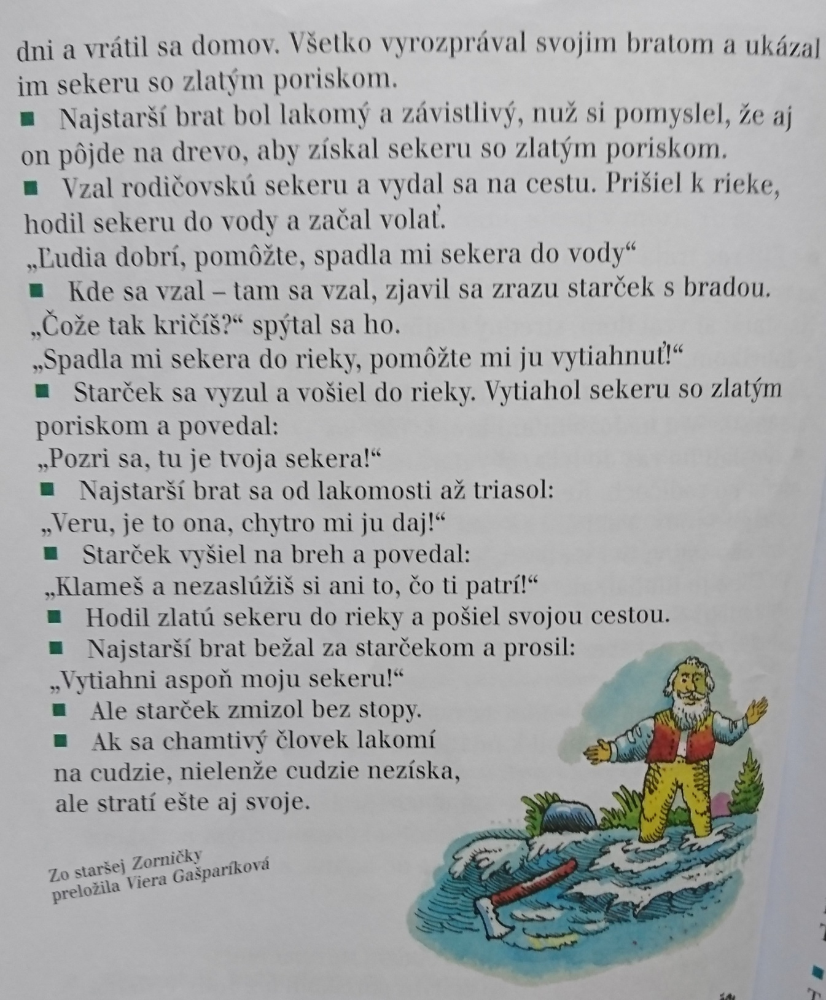 dni a vrátil sa domov. Všetko vyrozprával svojim bratom a ukázal
im sekeru so zlatým poriskom.
■ Najstarší brat bol lakomý a závistlivý, nuž si pomyslel, že aj
on pôjde na drevo, aby získal sekeru so zlatým poriskom.
■ Vzal rodičovskú sekeru a vydal sa na cestu. Prišiel k rieke,
hodil sekeru do vody a začal volať.
„Ľudia dobrí, pomôžte, spadla mi sekera do vody“
■ Kde sa vzal – tam sa vzal, zjavil sa zrazu starček s bradou.
„Čože tak kričíš?“ spýtal sa ho.
„Spadla mi sekera do rieky, pomôžte mi ju vytiahnuť!“
■ Starček sa vyzul a vošiel do rieky. Vytiahol sekeru so zlatým
poriskom a povedal:
„Pozri sa, tu je tvoja sekera!“
■ Najstarší brat sa od lakomosti až triasol:
„Veru, je to ona, chytro mi ju daj!“
■ Starček vyšiel na breh a povedal:
„Klameš a nezaslúžiš si ani to, čo ti patrí!“
■ Hodil zlatú sekeru do rieky a pošiel svojou cestou.
■ Najstarší brat bežal za starčekom a prosil:
„Vytiahni aspoň moju sekeru!“
■ Ale starček zmizol bez stopy.
■ Ak sa chamtivý človek lakomí
na cudzie, nielenže cudzie nezíska,
ale stratí ešte aj svoje.
Zo staršej Zorničky
preložila Viera Gašparíková